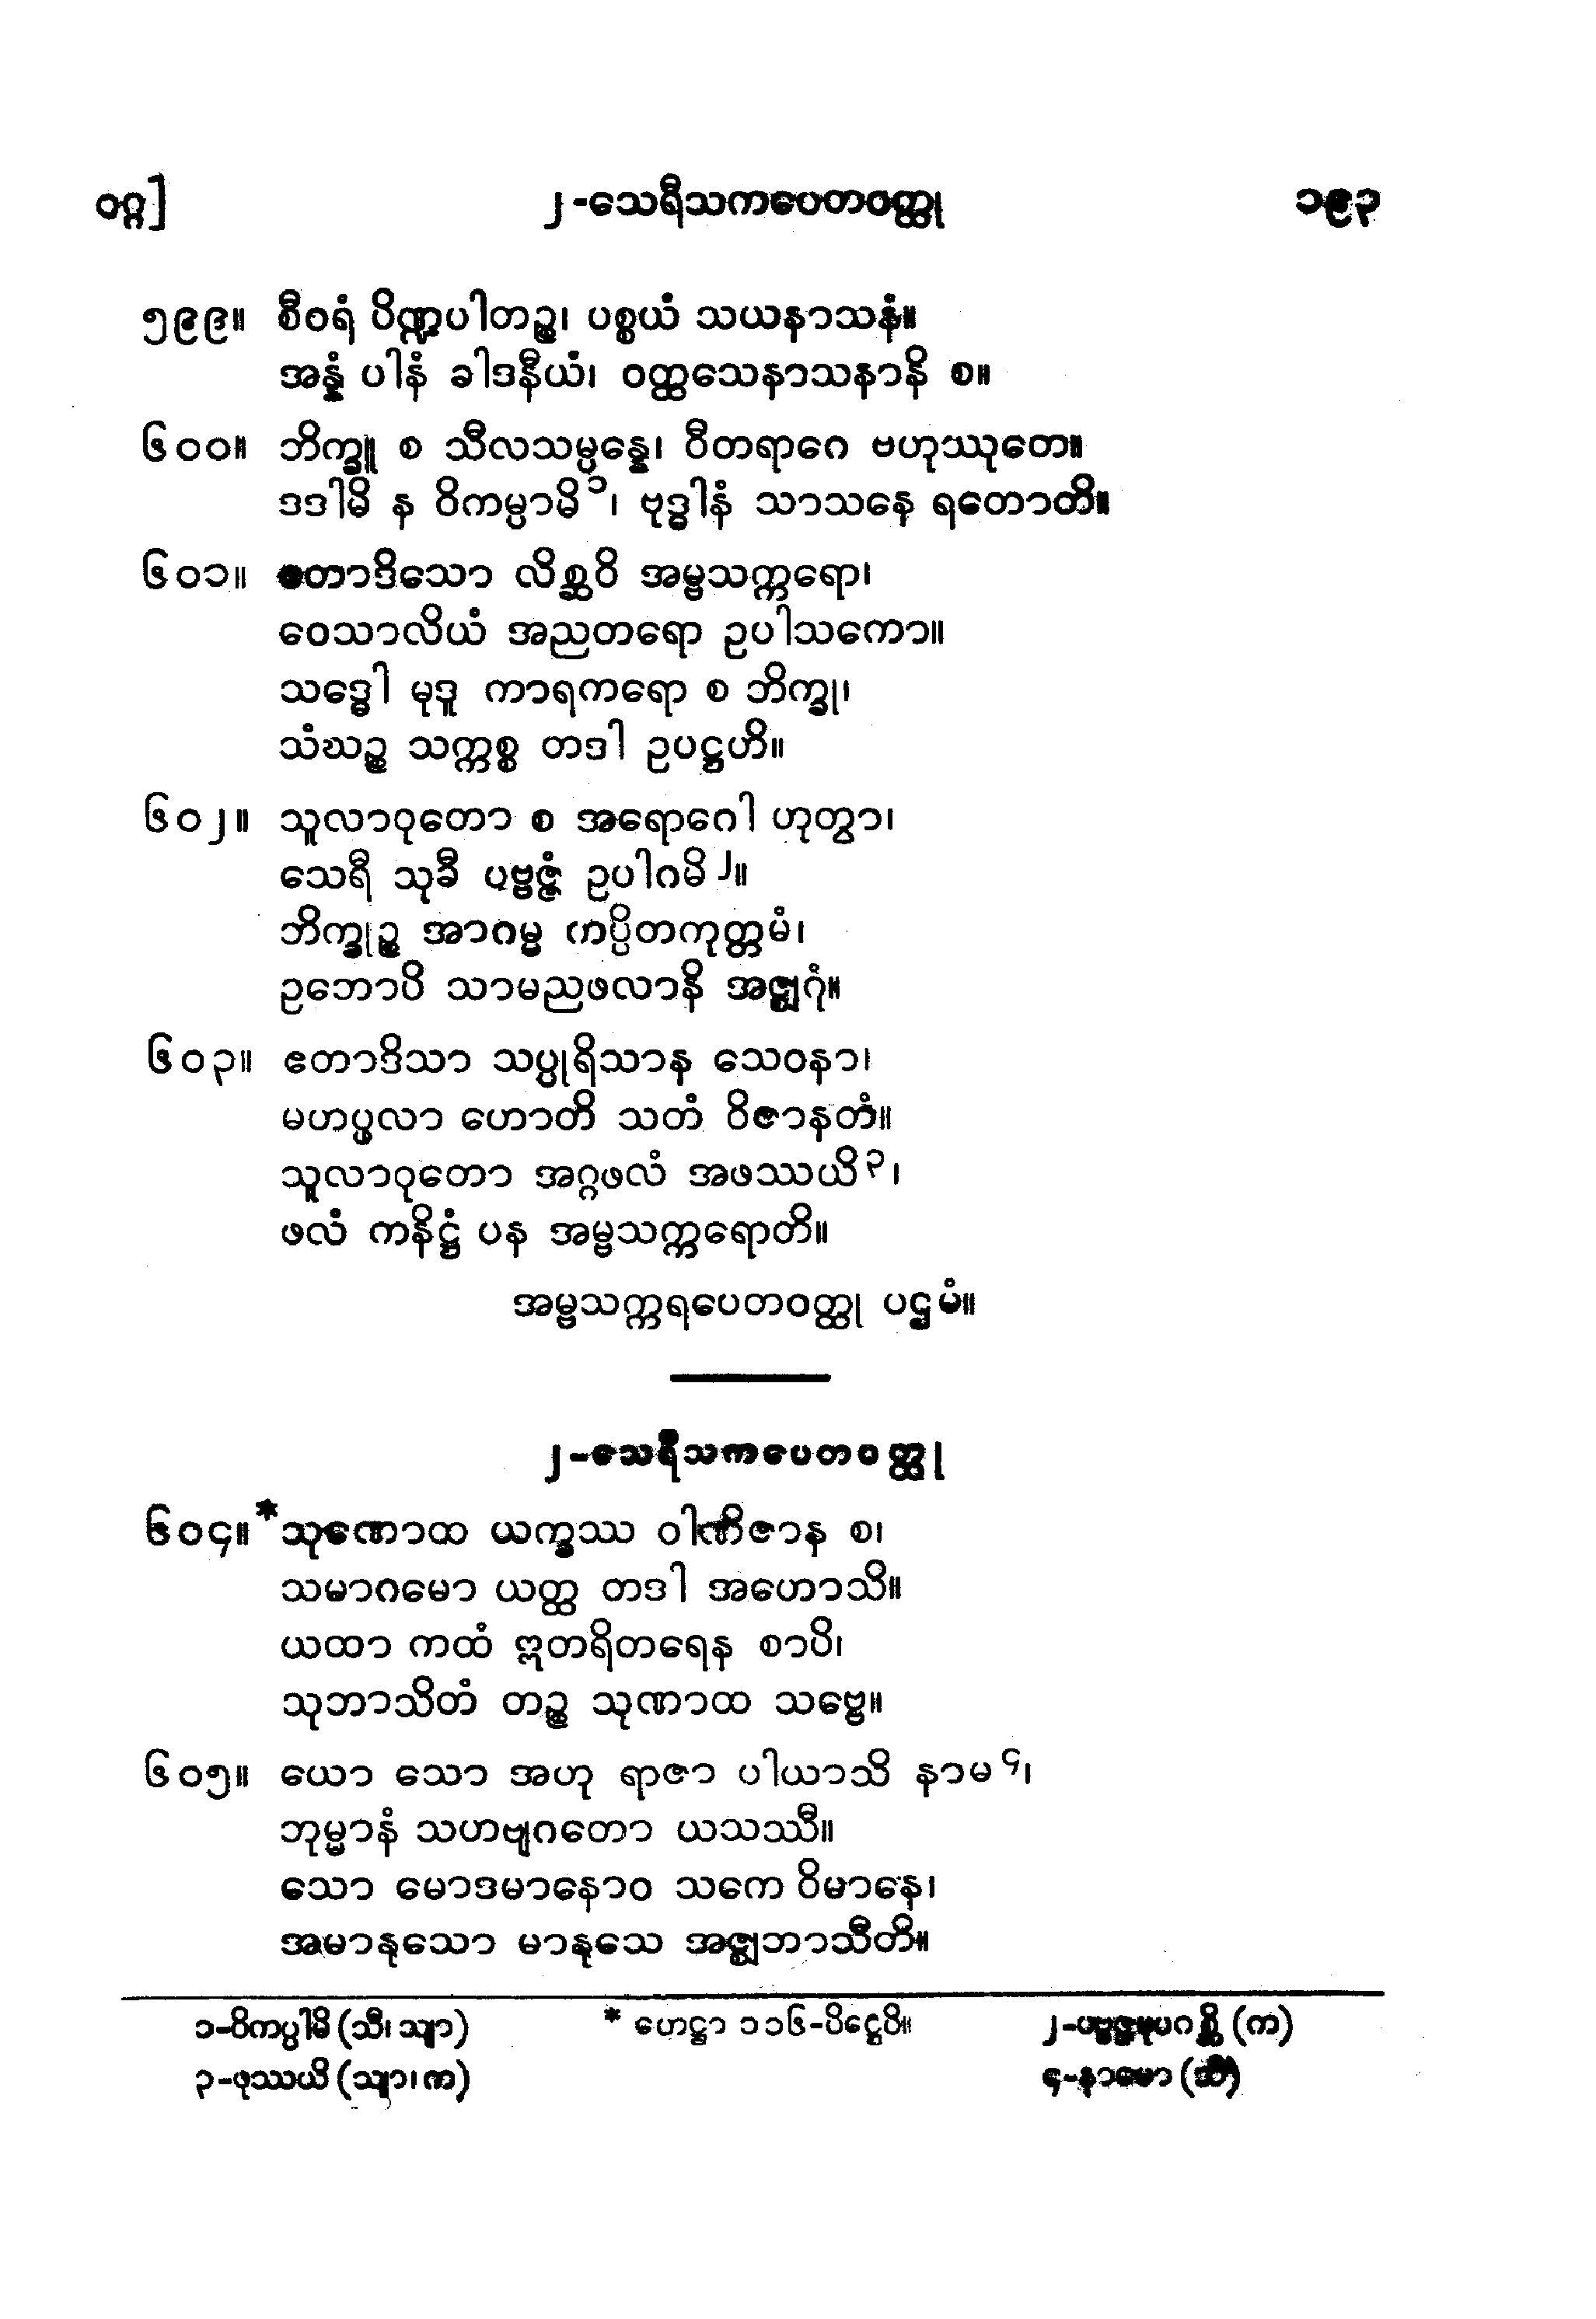 ဝဂ္ဂ] ၂-သေရီသကပေတဝတ္ထု ၁၉၃
၅၉၉။ စီဝရံ ပိဏ္ဍပါတဉ္စ၊ ပစ္စယံ သယနာသနံ။
အန္နံ ပါနံ ခါဒနီယံ၊ ဝတ္ထသေနာသနာနိ စ။
၆၀၀။ ဘိက္ခူ စ သီလသမ္ပန္နေ၊ ဝီတရာဂေ ဗဟုဿုတေ။
ဒဒါမိ န ဝိကမ္ပာမိ ၁၊ ဗုဒ္ဓါနံ သာသနေ ရတောတိ။
၆၀၁။ ဧတာဒိသော လိစ္ဆဝိ အမ္ဗသက္ကရော၊
ဝေသာလိယံ အညတရော ဥပါသကော။
သဒ္ဓေါ မုဒူ ကာရကရော စ ဘိက္ခု၊
သံဃဉ္စ သက္ကစ္စ တဒါ ဥပဋ္ဌဟိ။
၆၀၂။ သူလာဝုတော စ အရောဂေါ ဟုတွာ၊
သေရီ သုခီ ပဗ္ဗဇ္ဇံ ဥပါဂမိ ၂။
ဘိက္ခုဉ္စ အာဂမ္မ ကပ္ပိတကုတ္တမံ၊
ဥဘောပိ သာမညဖလာနိ အဇ္ဈဂုံ။
၆၀၃။ ဧတာဒိသာ သပ္ပုရိသာန သေဝနာ၊
မဟပ္ဖလာ ဟောတိ သတံ ဝိဇာနတံ။
သူလာဝုတော အဂ္ဂဖလံ အဖဿယိ ၃၊
ဖလံ ကနိဋ္ဌံ ပန အမ္ဗသက္ကရောတိ။
အမ္ဗသက္ကရပေတဝတ္ထု ပဌမံ။
၂-သေရီသကပေတဝတ္ထု
၆၀၄။ *သုဏောထ ယက္ခဿ ဝါဏိဇာန စ၊
သမာဂမော ယတ္ထ တဒါ အဟောသိ။
ယထာ ကထံ ဣတရိတရေန စာပိ၊
သုဘာသိတံ တဉ္စ သုဏာထ သဗ္ဗေ။
၆၀၅။ ယော သော အဟု ရာဇာ ပါယာသိ နာမ ၄၊
ဘုမ္မာနံ သဟဗျဂတော ယသဿီ။
သော မောဒမာနောဝ သကေ ဝိမာနေ၊
အမာနုသော မာနုသေ အဇ္ဈဘာသီတိ။
၁-ဝိကပ္ပါမိ (သီ၊ သျာ) * ဟေဋ္ဌာ ၁၁၆-ပိဋ္ဌေပိ။ ၂-ပဗ္ဗဇ္ဇမုပဂစ္ဆိ (က)
၃-ဖုဿယိ (သျာ၊ က) ၄-နာမော (သီ)